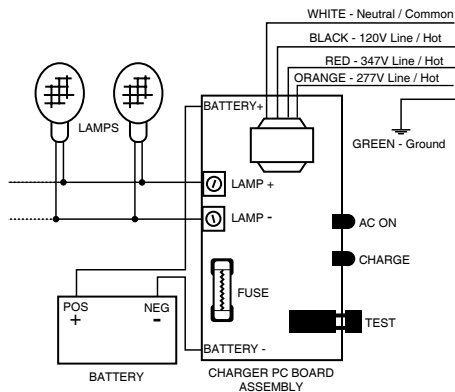 WHITE - Neutral / Common
BLACK - 120V Line / Hot
RED - 347V Line / Hot
ORANGE - 277V Line / Hot
GREEN - Ground
LAMPS
BATTERY+
LAMP +
LAMP -
AC ON
CHARGE
FUSE
TEST
POS
+
NEG
-
BATTERY -
BATTERY
CHARGER PC BOARD
ASSEMBLY